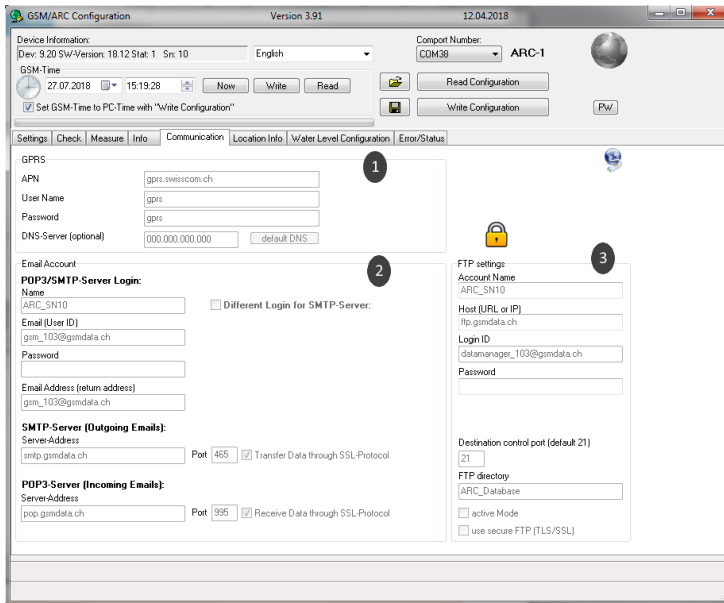 GSM/ARC Configuration Version 3.91 12.04.2018
Device Information:
Dev: 9.20 SW-Version: 18.12 Stat: 1 Sn: 10
English
Comport Number:
COM38
ARC-1
GSM-Time
27.07.2018
15:19:28
Now
Write
Read
Read Configuration
Set GSM-Time to PC-Time with "Write Configuration"
Write Configuration
PW
Settings Check Measure Info Communication Location Info Water Level Configuration Error/Status
GPRS
1
APN
gprs.swisscom.ch
User Name
gprs
Password
gprs
DNS-Server (optional)
000.000.000.000
default DNS
Email Account
2
POP3/SMTP-Server Login:
Name
ARC_SN10
Different Login for SMTP-Server:
Email (User ID)
gsm_103@gsmdata.ch
Password
Email Address (return address)
gsm_103@gsmdata.ch
SMTP-Server (Outgoing Emails):
Server-Address
smtp.gsmdata.ch
Port 465
Transfer Data through SSL-Protocol
POP3-Server (Incoming Emails):
Server-Address
pop.gsmdata.ch
Port 995
Receive Data through SSL-Protocol
FTP settings
3
Account Name
ARC_SN10
Host (URL or IP)
ftp.gsmdata.ch
Login ID
datamanager_103@gsmdata.ch
Password
Destination control port (default 21)
21
FTP directory
ARC_Database
active Mode
use secure FTP (TLS/SSL)